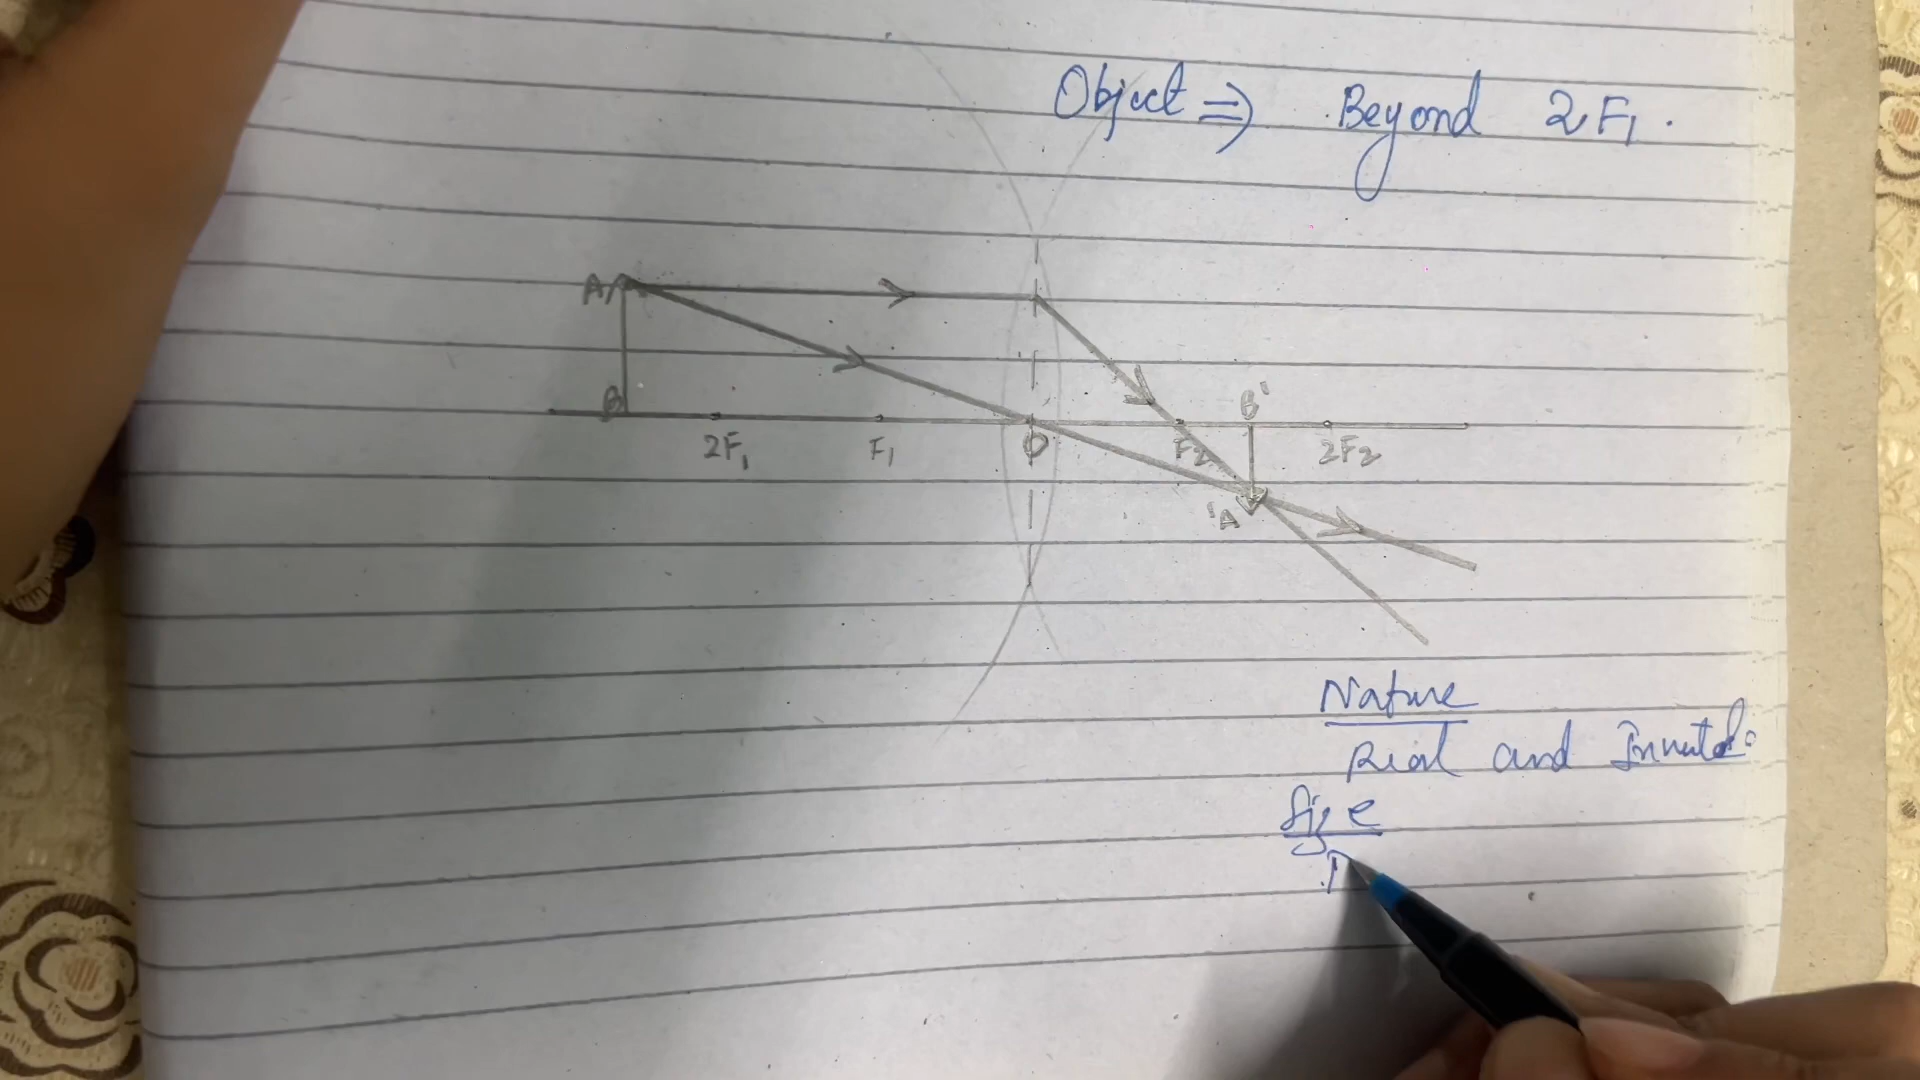 Object ⇒ Beyond 2F₁.
A
B
B'
2F₁ F₁ O F₂ 2F₂
'A
Nature
Real and Inverted.
Size